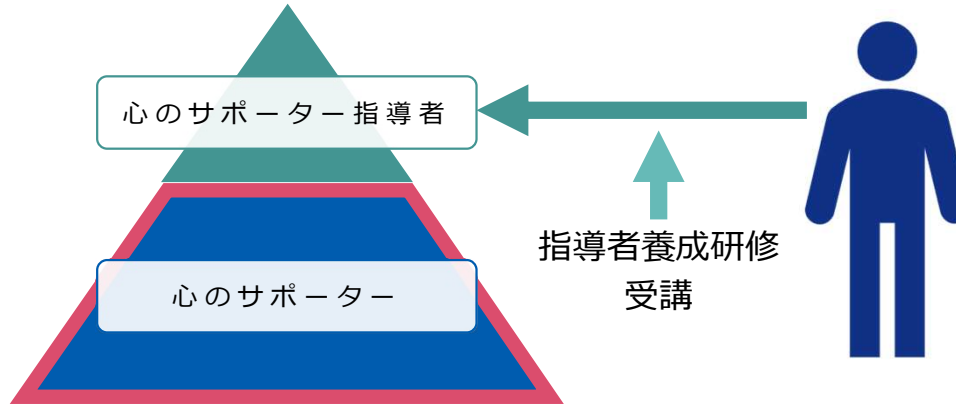 心のサポーター指導者
指導者養成研修
受講
心のサポーター